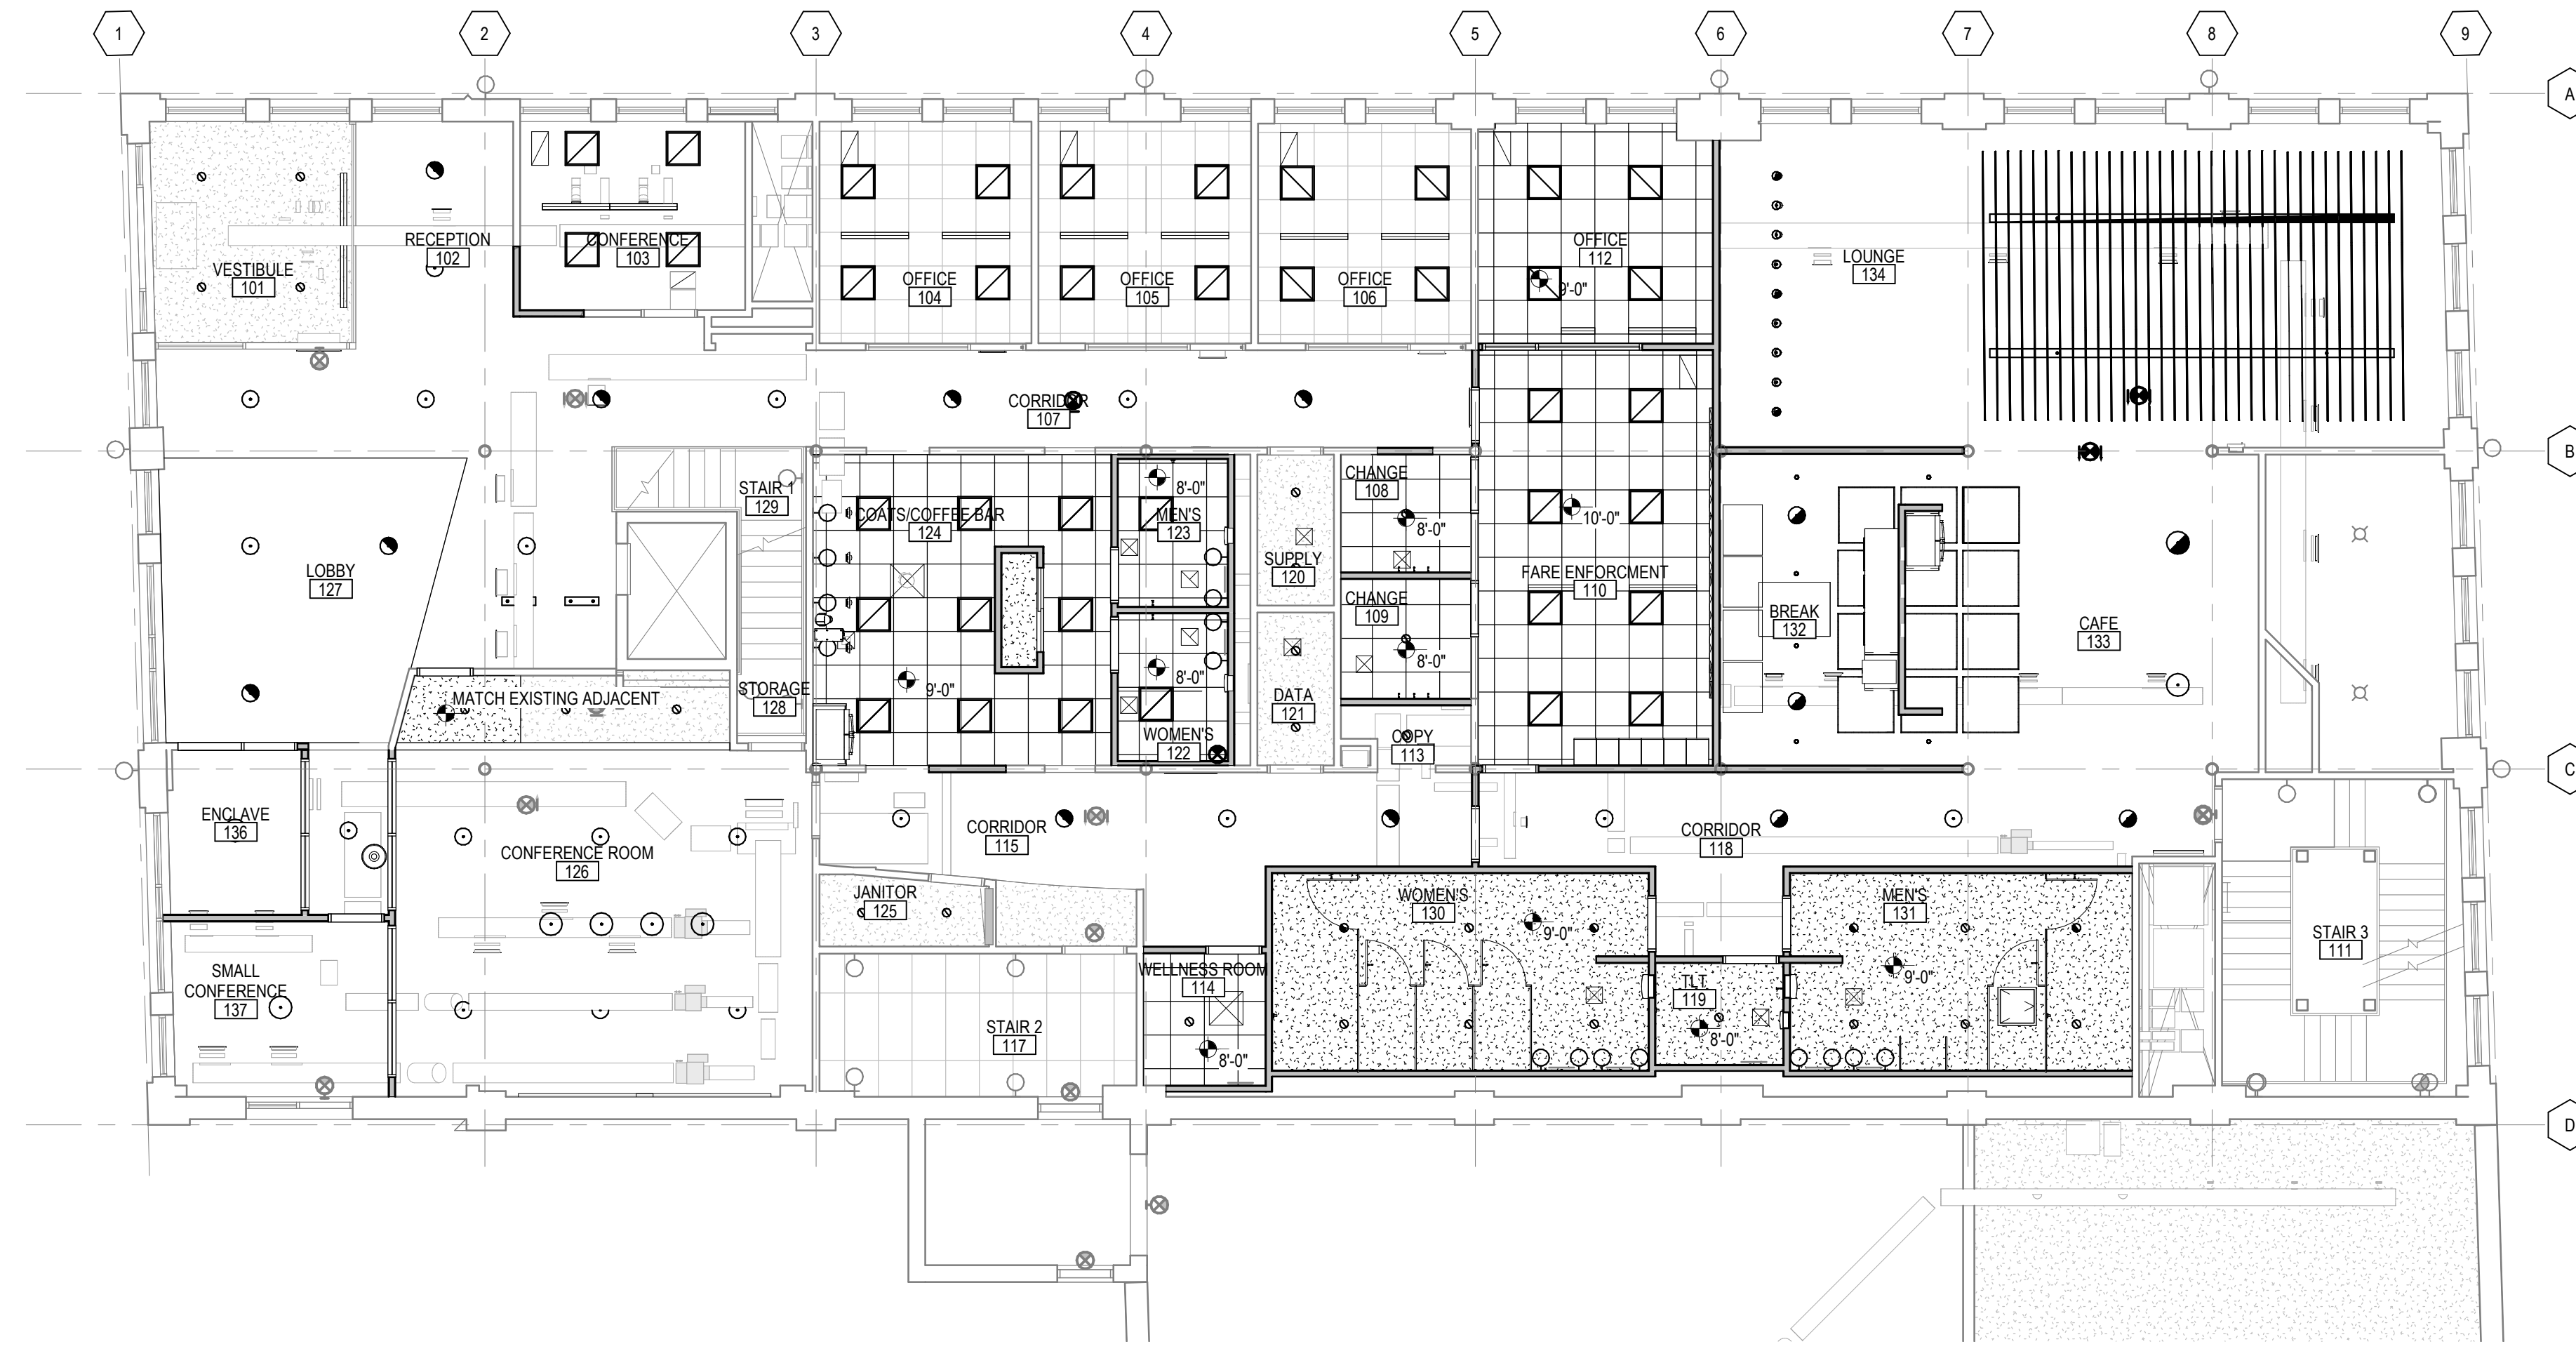 1
2
3
4
5
6
7
8
9
A
RECEPTION
102
CONFERENCE
103
VESTIBULE
101
OFFICE
104
OFFICE
105
OFFICE
106
OFFICE
112
9'-0"
LOUNGE
134
CORRIDOR
107
B
STAIR 1
129
COATS/COFFEE BAR
124
9'-0"
8'-0"
MEN'S
123
8'-0"
WOMEN'S
122
SUPPLY
120
DATA
121
CHANGE
108
8'-0"
CHANGE
109
8'-0"
COPY
113
10'-0"
FARE ENFORCMENT
110
BREAK
132
CAFE
133
LOBBY
127
MATCH EXISTING ADJACENT
STORAGE
128
C
ENCLAVE
136
CONFERENCE ROOM
126
CORRIDOR
115
CORRIDOR
118
JANITOR
125
WOMEN'S
130
9'-0"
MEN'S
131
9'-0"
STAIR 3
111
SMALL
CONFERENCE
137
STAIR 2
117
WELLNESS ROOM
114
8'-0"
TLT
119
8'-0"
D